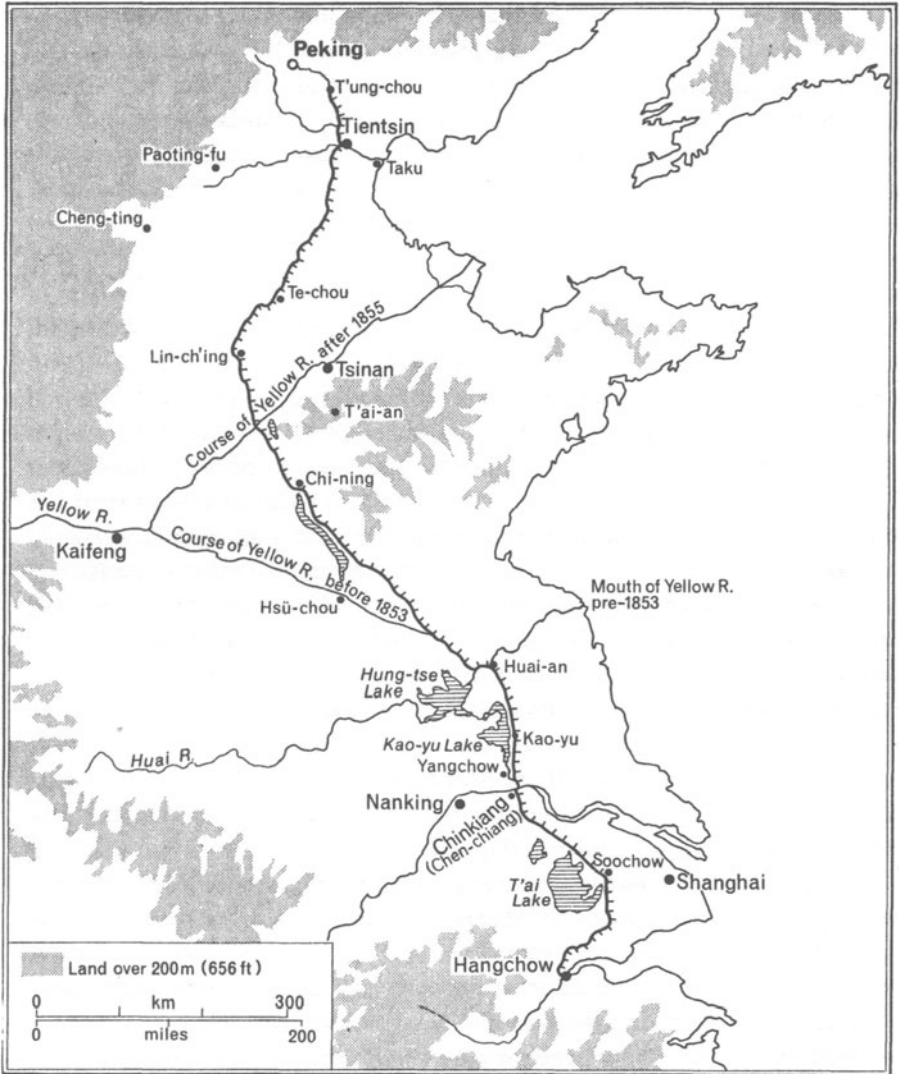 Peking
T'ung-chou
Tientsin
Paoting-fu
Taku
Cheng-ting
Te-chou
Course of Yellow R. after 1855
Lin-ch'ing
Tsinan
T'ai-an
Chi-ning
Yellow R.
Kaifeng
Course of Yellow R. before 1853
Hsü-chou
Mouth of Yellow R.
pre-1853
Huai-an
Hung-tse
Lake
Kao-yu Lake
Kao-yu
Huai R.
Yangchow
Nanking
Chinkiang
(Chen-chiang)
Soochow
Shanghai
T'ai
Lake
Hangchow
Land over 200m (656 ft)
0 km 300
0 miles 200